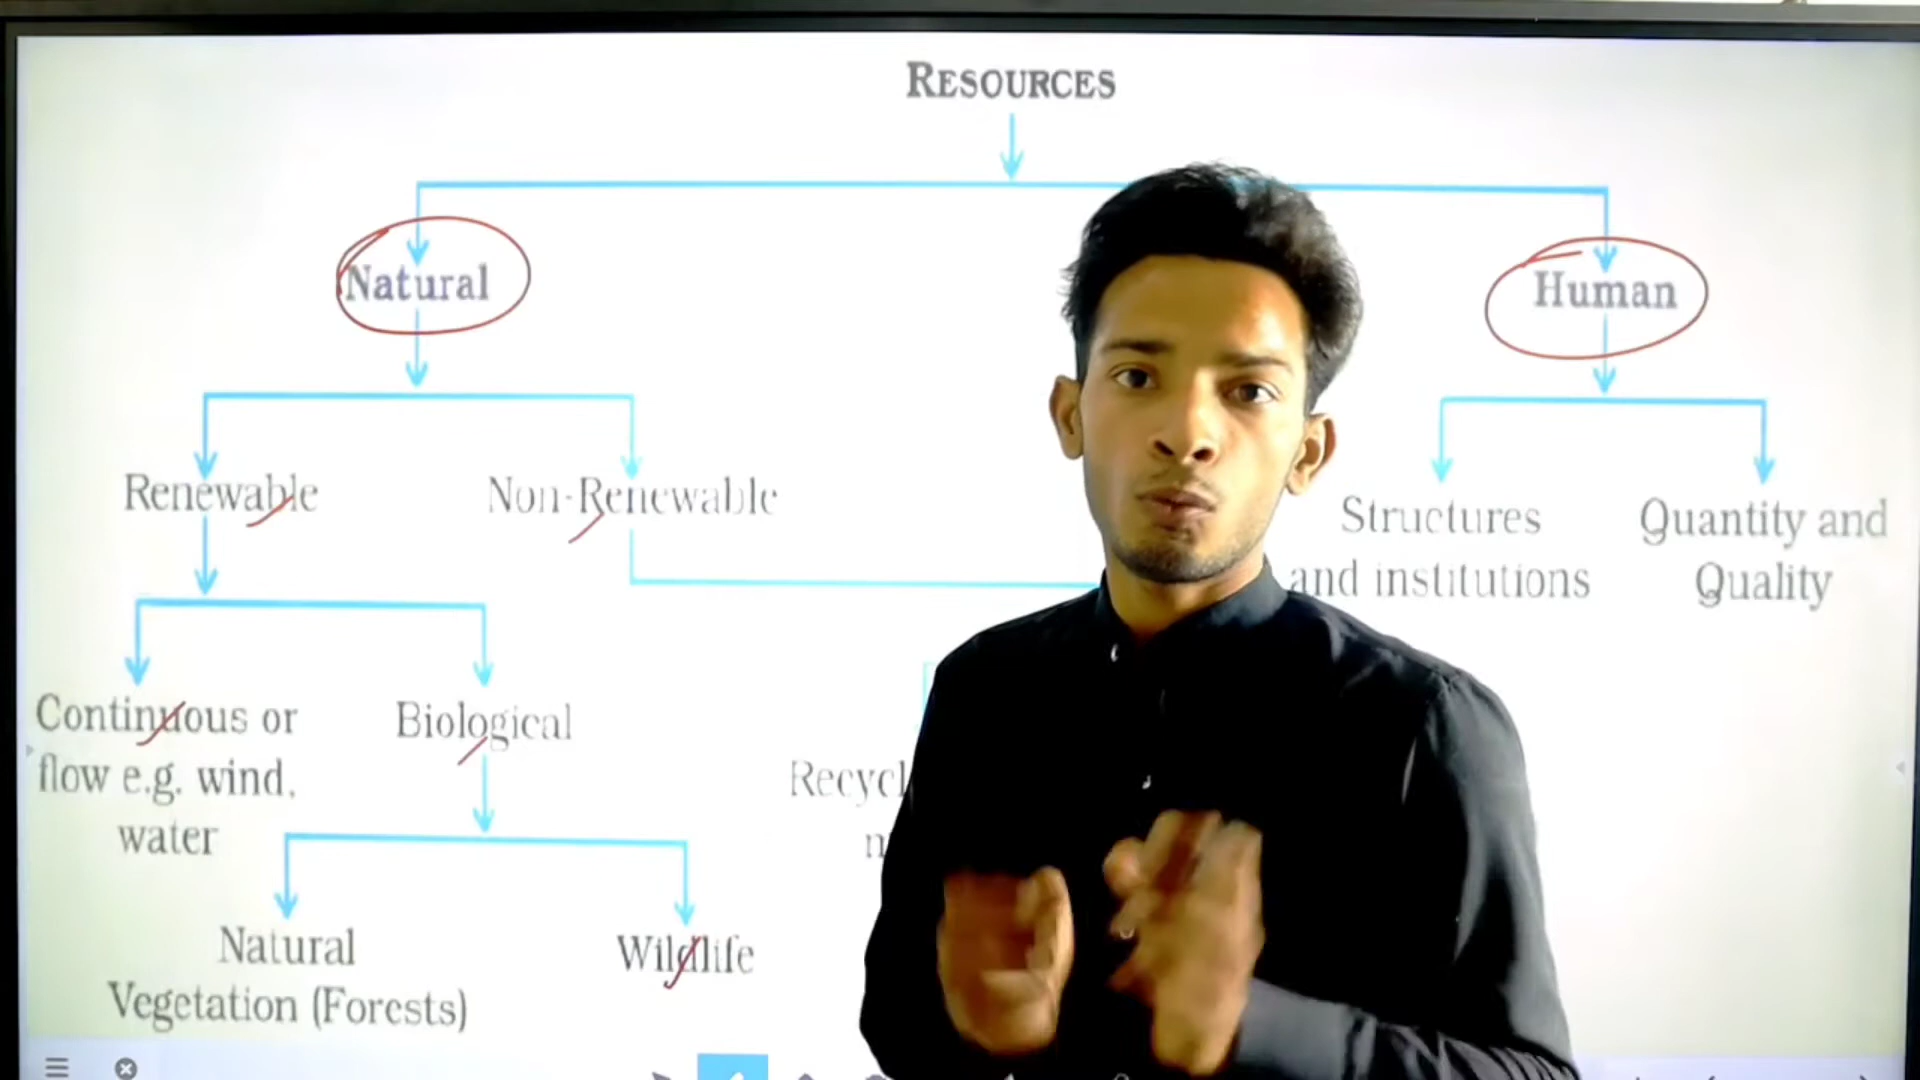 RESOURCES
Natural
Human
Renewable
Non-Renewable
Structures
and institutions
Quantity and
Quality
Continuous or
flow e.g. wind,
water
Biological
Natural
Vegetation (Forests)
Wildlife